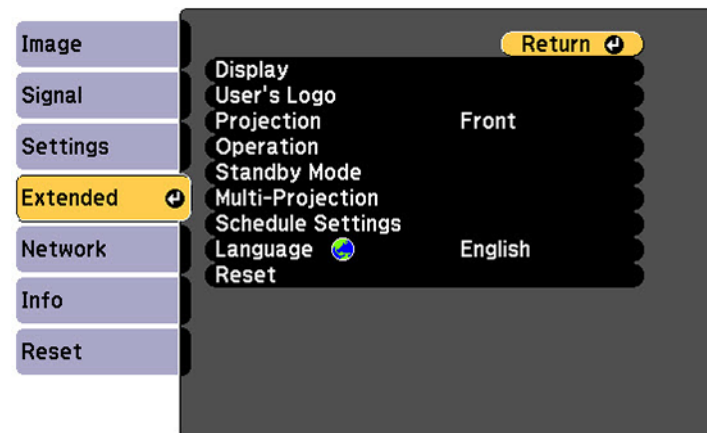 Image
Signal
Settings
Extended
Network
Info
Reset
Return
Display
User's Logo
Projection Front
Operation
Standby Mode
Multi-Projection
Schedule Settings
Language English
Reset